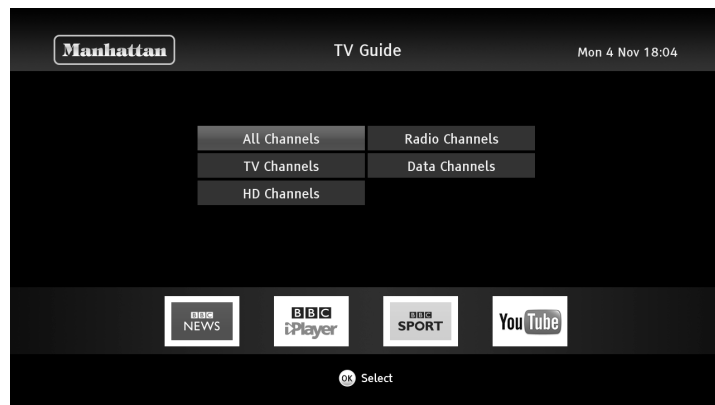 Manhattan
TV Guide
Mon 4 Nov 18:04
All Channels
Radio Channels
TV Channels
Data Channels
HD Channels
BBC
NEWS
BBC
iPlayer
BBC
SPORT
YouTube
OK Select